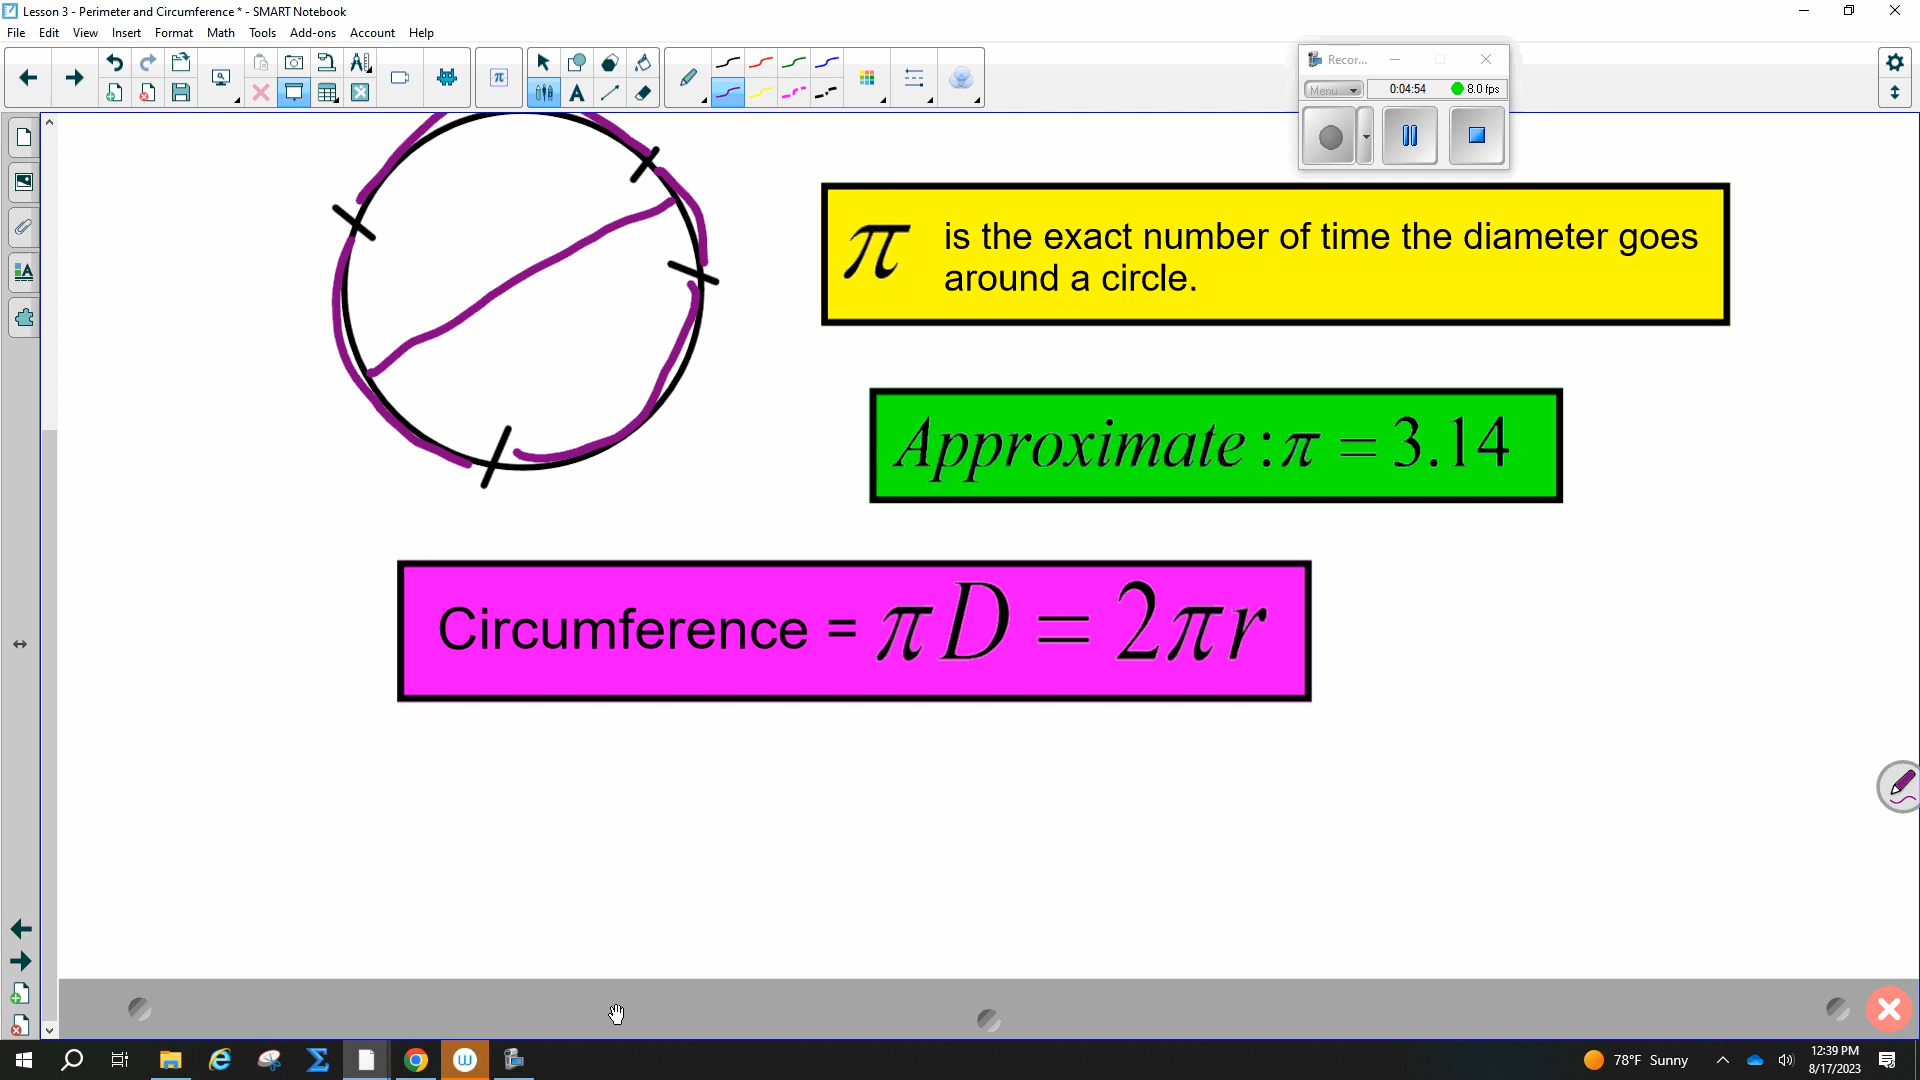 Lesson 3 - Perimeter and Circumference * - SMART Notebook
File Edit View Insert Format Math Tools Add-ons Account Help
Recor...
Menu 0:04:54 8.0 fps
π is the exact number of time the diameter goes
around a circle.
Approximate : π = 3.14
Circumference = πD = 2πr
78°F Sunny
12:39 PM
8/17/2023